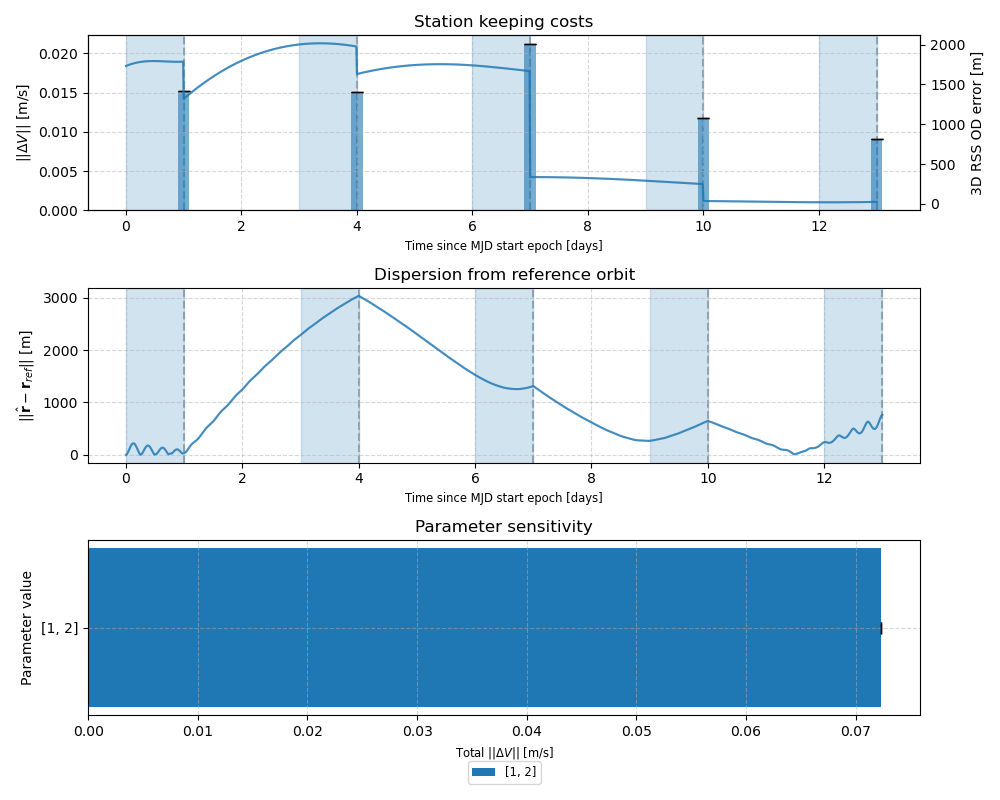 Station keeping costs
0.020
0.015
0.010
0.005
0.000
||ΔV|| [m/s]
2000
1500
1000
500
0
3D RSS OD error [m]
0 2 4 6 8 10 12
Time since MJD start epoch [days]
Dispersion from reference orbit
3000
2000
1000
0
||r̂ − r_ref|| [m]
0 2 4 6 8 10 12
Time since MJD start epoch [days]
Parameter sensitivity
Parameter value
[1, 2]
0.00 0.01 0.02 0.03 0.04 0.05 0.06 0.07
Total ||ΔV|| [m/s]
[1, 2]